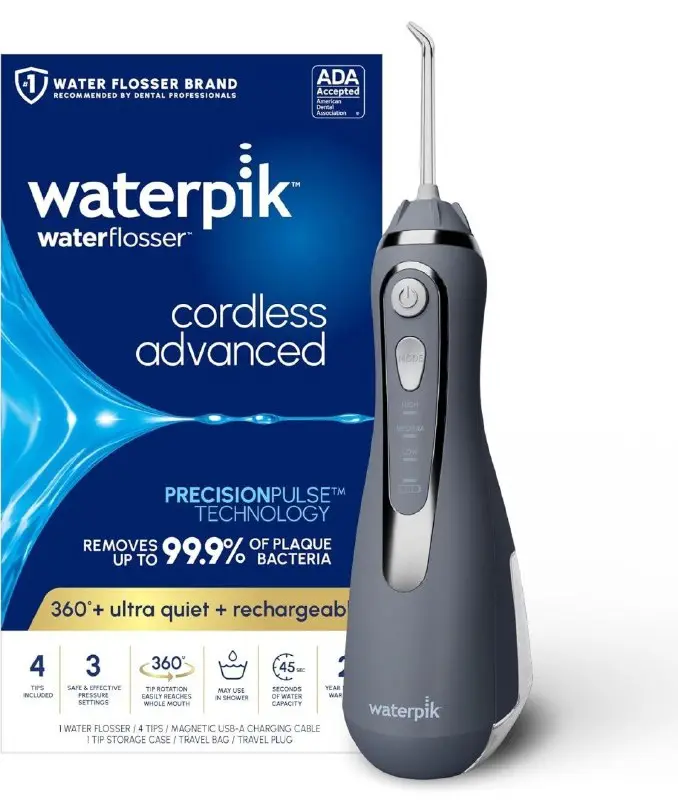 #1 WATER FLOSSER BRAND
RECOMMENDED BY DENTAL PROFESSIONALS
ADA
Accepted
American
Dental
Association ®
waterpik™
waterflosser™
cordless
advanced
PRECISIONPULSE™
TECHNOLOGY
REMOVES
UP TO 99.9% OF PLAQUE
BACTERIA
360°+ ultra quiet + rechargeabl
4
TIPS
INCLUDED
3
SAFE & EFFECTIVE
PRESSURE
SETTINGS
360°
TIP ROTATION
EASILY REACHES
WHOLE MOUTH
MAY USE
IN SHOWER
45 SEC
SECONDS
OF WATER
CAPACITY
2
YEAR
WAR
1 WATER FLOSSER / 4 TIPS / MAGNETIC USB-A CHARGING CABLE
1 TIP STORAGE CASE / TRAVEL BAG / TRAVEL PLUG
MODE
HIGH
MEDIUM
LOW
waterpik